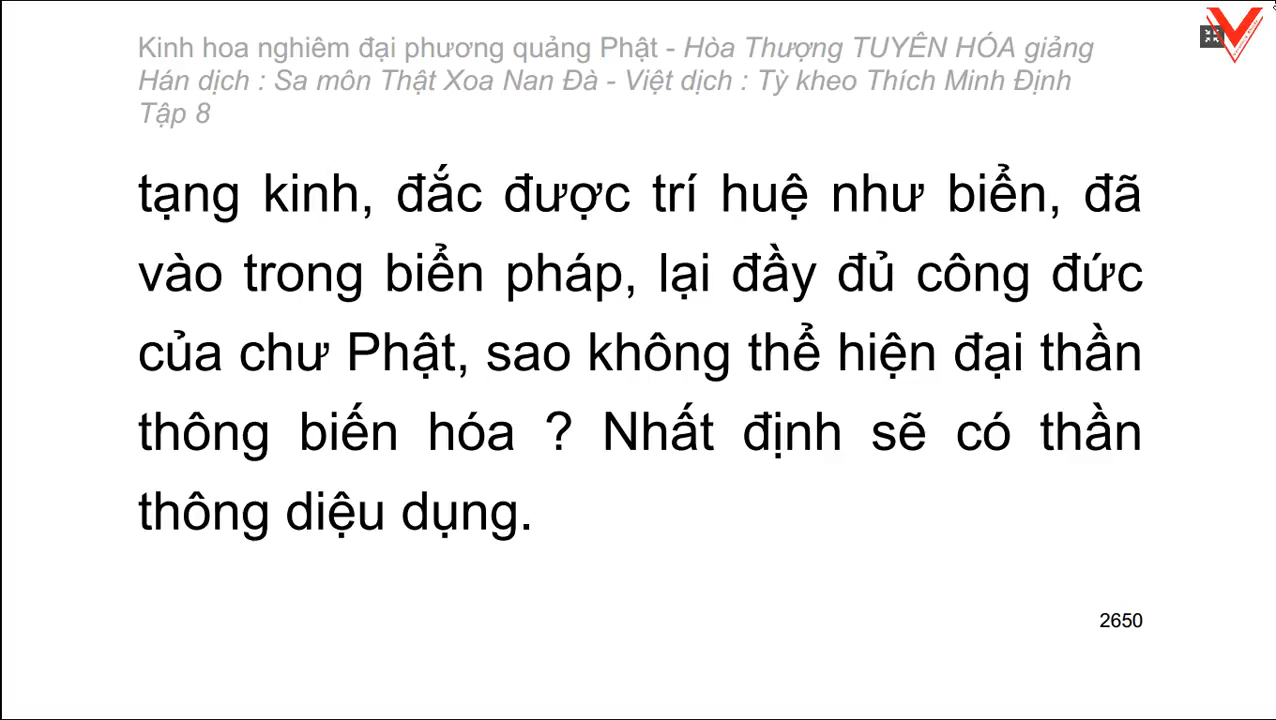 Kinh hoa nghiêm đại phương quảng Phật - Hòa Thượng TUYÊN HÓA giảng
Hán dịch : Sa môn Thật Xoa Nan Đà - Việt dịch : Tỳ kheo Thích Minh Định
Tập 8
tạng kinh, đắc được trí huệ như biển, đã
vào trong biển pháp, lại đầy đủ công đức
của chư Phật, sao không thể hiện đại thần
thông biến hóa ? Nhất định sẽ có thần
thông diệu dụng.
2650